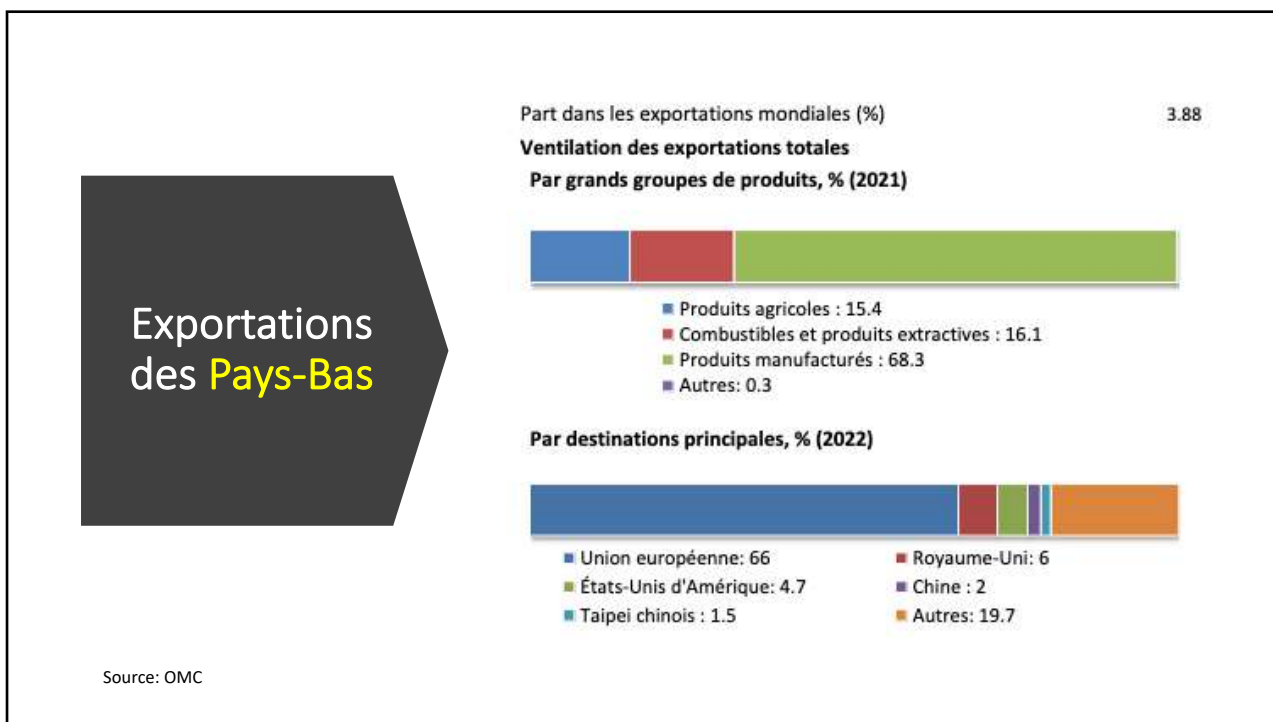 Exportations
des Pays-Bas
Part dans les exportations mondiales (%) 3.88
Ventilation des exportations totales
Par grands groupes de produits, % (2021)
Produits agricoles : 15.4
Combustibles et produits extractives : 16.1
Produits manufacturés : 68.3
Autres: 0.3
Par destinations principales, % (2022)
Union européenne: 66 Royaume-Uni: 6
États-Unis d'Amérique: 4.7 Chine : 2
Taipei chinois : 1.5 Autres: 19.7
Source: OMC